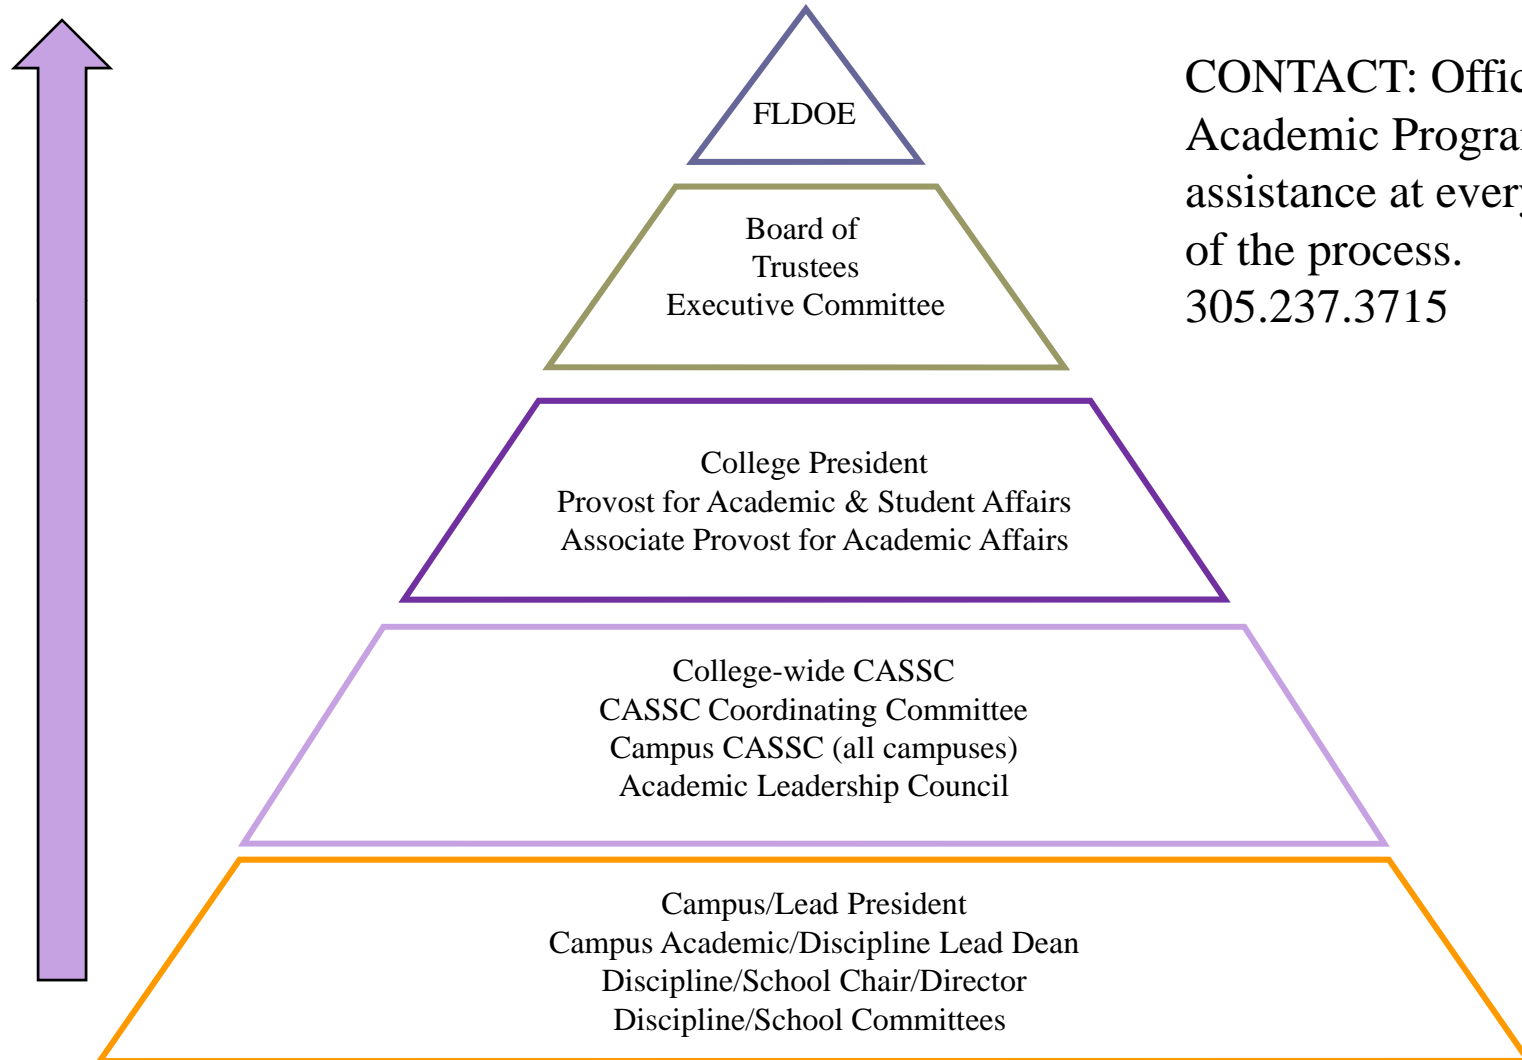 FLDOE
Board of
Trustees
Executive Committee
College President
Provost for Academic & Student Affairs
Associate Provost for Academic Affairs
College-wide CASSC
CASSC Coordinating Committee
Campus CASSC (all campuses)
Academic Leadership Council
Campus/Lead President
Campus Academic/Discipline Lead Dean
Discipline/School Chair/Director
Discipline/School Committees
CONTACT:
Academic
assistance at
of the process.
305.237.3715